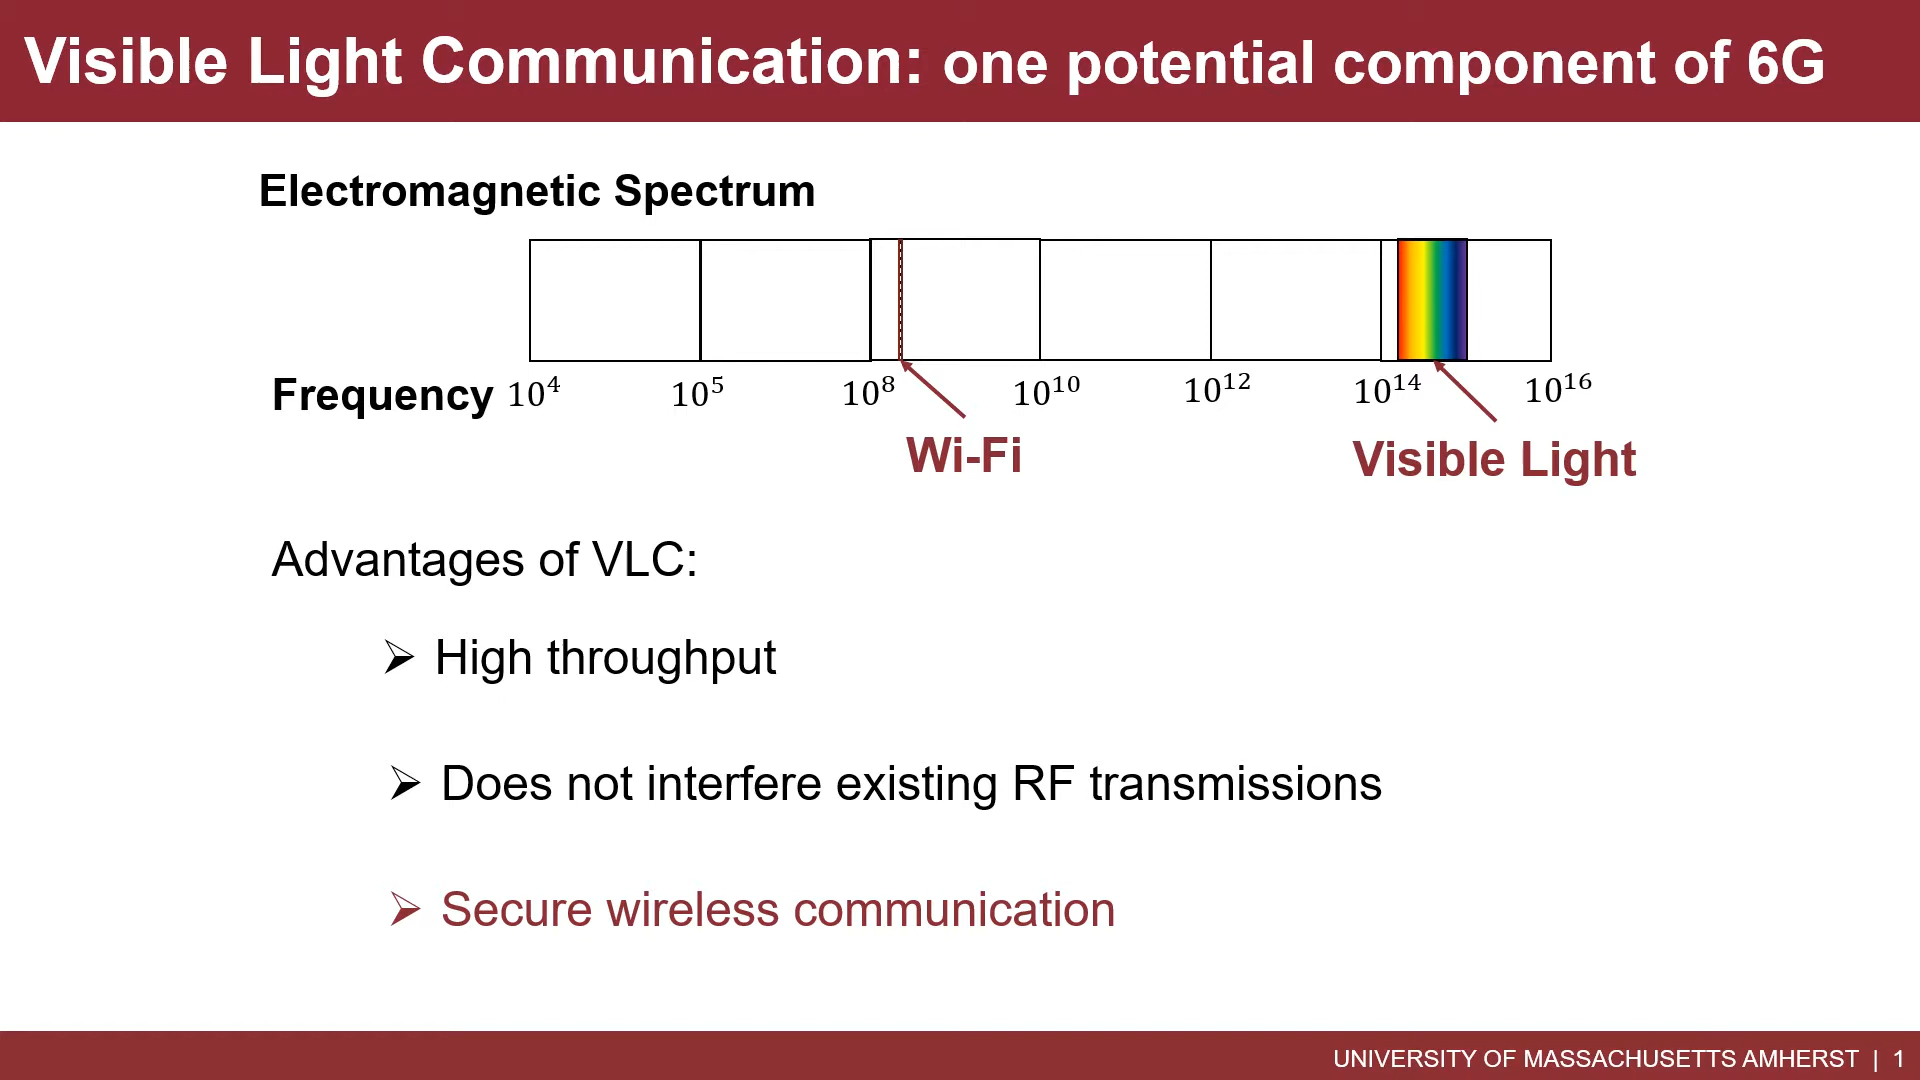 Visible Light Communication: one potential component of 6G
Electromagnetic Spectrum
Frequency 10⁴ 10⁵ 10⁸ 10¹⁰ 10¹² 10¹⁴ 10¹⁶
Wi-Fi
Visible Light
Advantages of VLC:
➢ High throughput
➢ Does not interfere existing RF transmissions
➢ Secure wireless communication
UNIVERSITY OF MASSACHUSETTS AMHERST | 1